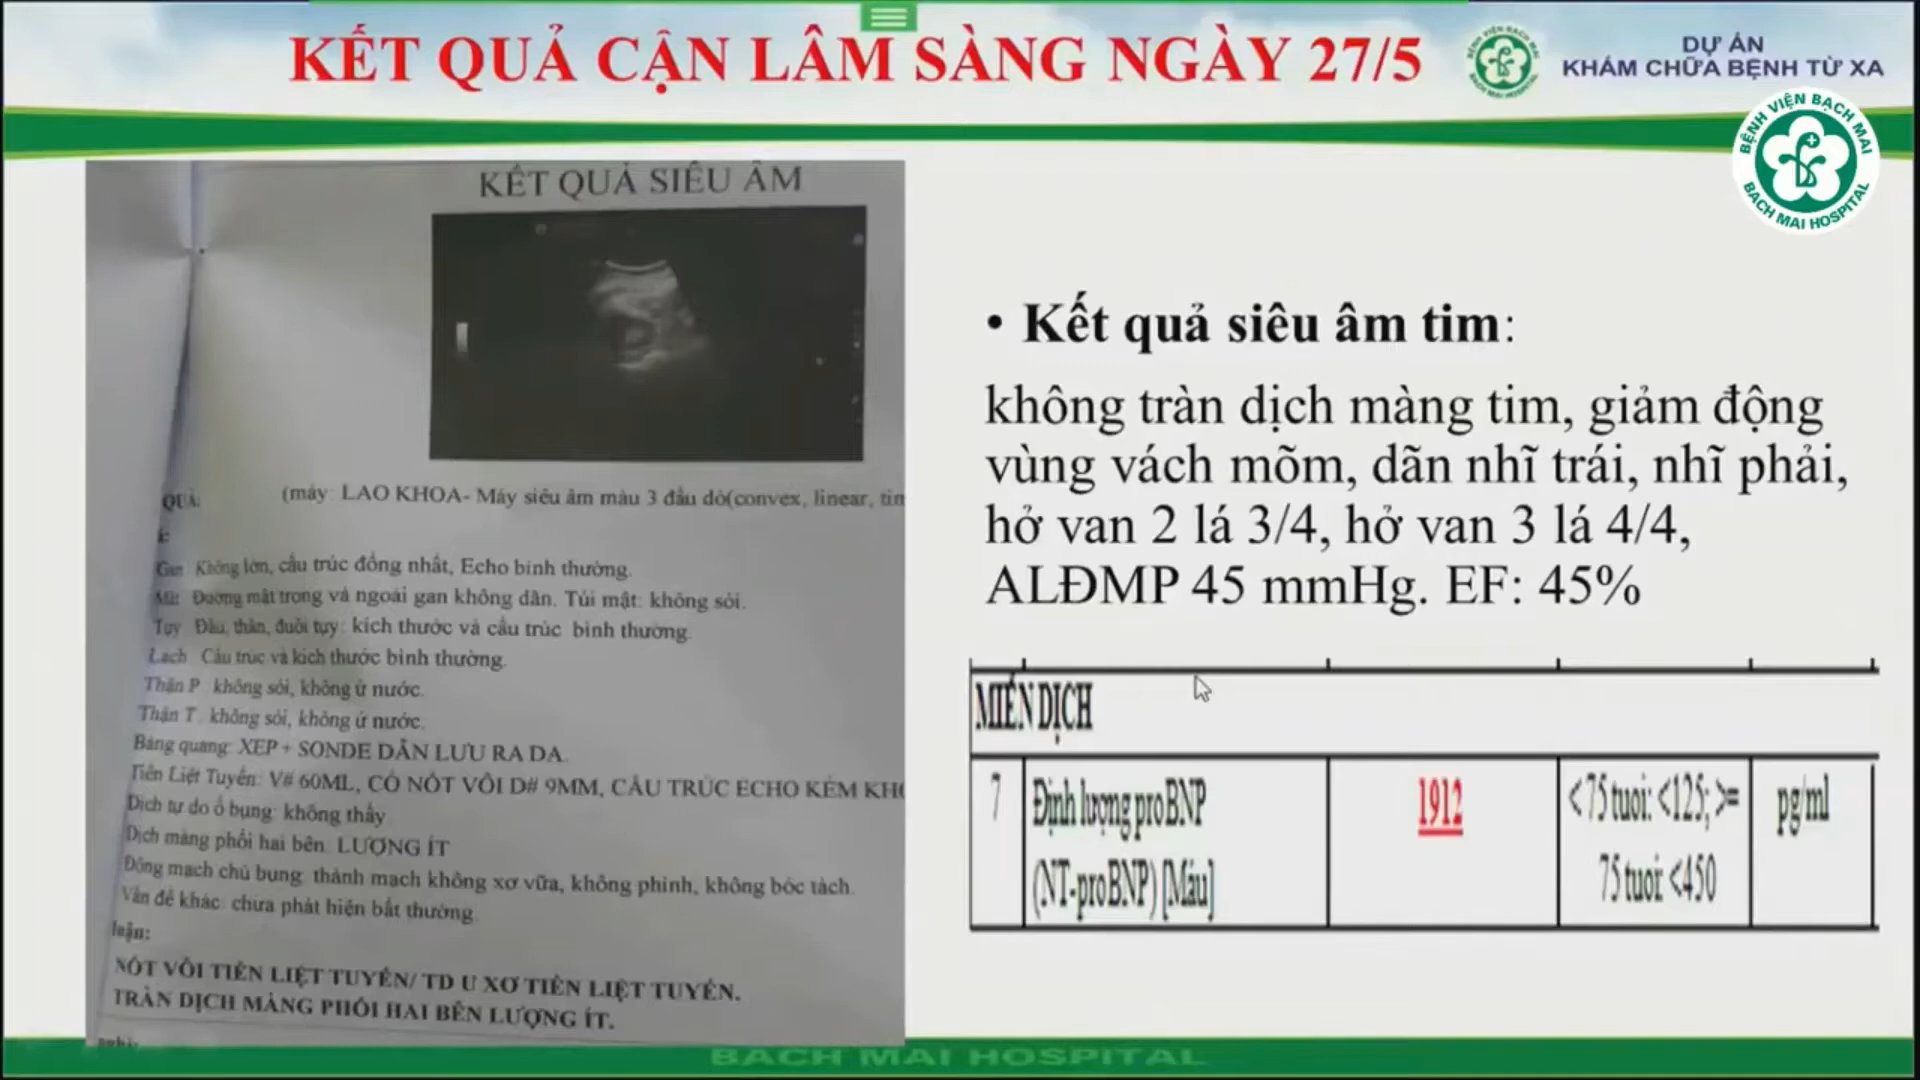 KẾT QUẢ CẬN LÂM SÀNG NGÀY 27/5
DỰ ÁN
KHÁM CHỮA BỆNH TỪ XA
BỆNH VIỆN BẠCH MAI
BACH MAI HOSPITAL
KẾT QUẢ SIÊU ÂM
QUẢ: (máy: LAO KHOA- Máy siêu âm màu 3 đầu dò(convex, linear, tim
Gan Không lớn, cấu trúc đồng nhất, Echo bình thường.
Mật Đường mật trong và ngoài gan không dãn. Túi mật: không sỏi.
Tụy Đầu, thân, đuôi tụy: kích thước và cấu trúc bình thường.
Lách Cấu trúc và kích thước bình thường.
Thận P: không sỏi, không ứ nước.
Thận T: không sỏi, không ứ nước.
Bàng quang: XẸP + SONDE DẪN LƯU RA DA.
Tiền Liệt Tuyến: V# 60ML, CÓ NỐT VÔI D# 9MM, CẤU TRÚC ECHO KÉM
Dịch tự do ổ bụng: không thấy
Dịch màng phổi hai bên: LƯỢNG ÍT
Động mạch chủ bụng: thành mạch không xơ vữa, không phình, không bóc tách.
Vấn đề khác: chưa phát hiện bất thường.
luận:
NỐT VÔI TIỀN LIỆT TUYẾN/ TD U XƠ TIỀN LIỆT TUYẾN.
TRÀN DỊCH MÀNG PHỔI HAI BÊN LƯỢNG ÍT.
• Kết quả siêu âm tim:
không tràn dịch màng tim, giảm động
vùng vách mõm, dãn nhĩ trái, nhĩ phải,
hở van 2 lá 3/4, hở van 3 lá 4/4,
ALĐMP 45 mmHg. EF: 45%
MIỄN DỊCH
7 Định lượng proBNP 1912 <75 tuoi: <125; >= pg/ml
(NT-proBNP) [Máu] 75 tuoi: <450
BACH MAI HOSPITAL